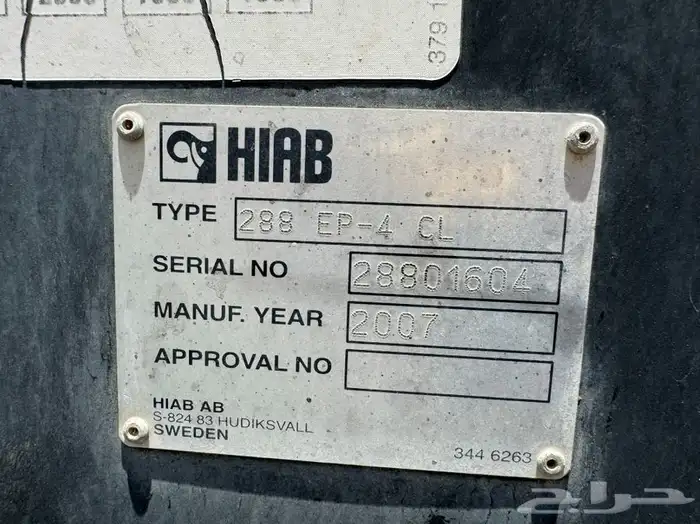 379
HIAB
TYPE 288 EP-4 CL
SERIAL NO 28801604
MANUF. YEAR 2007
APPROVAL NO
HIAB AB
S-824 83 HUDIKSVALL
SWEDEN
344 6263
حراج